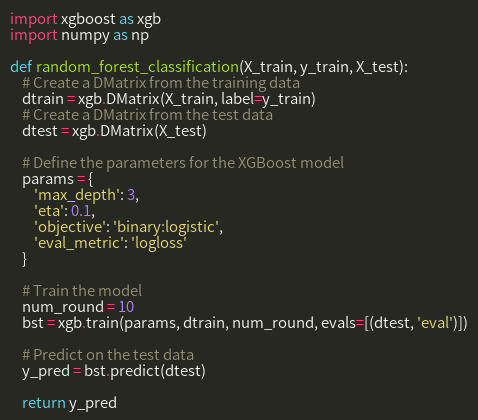 import xgboost as xgb
import numpy as np

def random_forest_classification(X_train, y_train, X_test):
    # Create a DMatrix from the training data
    dtrain = xgb.DMatrix(X_train, label=y_train)
    # Create a DMatrix from the test data
    dtest = xgb.DMatrix(X_test)

    # Define the parameters for the XGBoost model
    params = {
        'max_depth': 3,
        'eta': 0.1,
        'objective': 'binary:logistic',
        'eval_metric': 'logloss'
    }

    # Train the model
    num_round = 10
    bst = xgb.train(params, dtrain, num_round, evals=[(dtest, 'eval')])

    # Predict on the test data
    y_pred = bst.predict(dtest)

    return y_pred